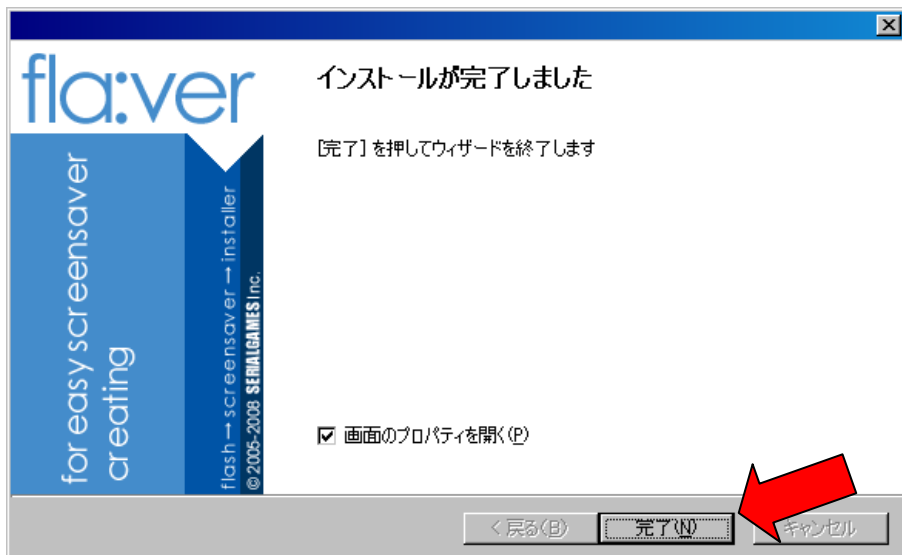 fla:ver
for easy screensaver
creating
flash→screensaver→installer
©2005-2008 SERIALGAMES Inc.
インストールが完了しました
[完了] を押してウィザードを終了します
画面のプロパティを開く(P)
< 戻る(B)
完了(N)
キャンセル